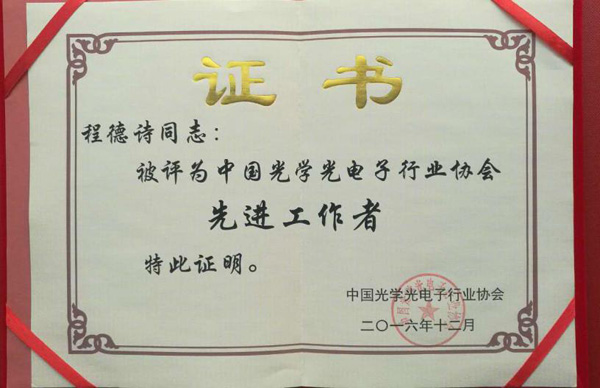 证书
程德诗同志：
被评为中国光学光电子行业协会
先进工作者
特此证明。
中国光学光电子行业协会
二〇一六年十二月